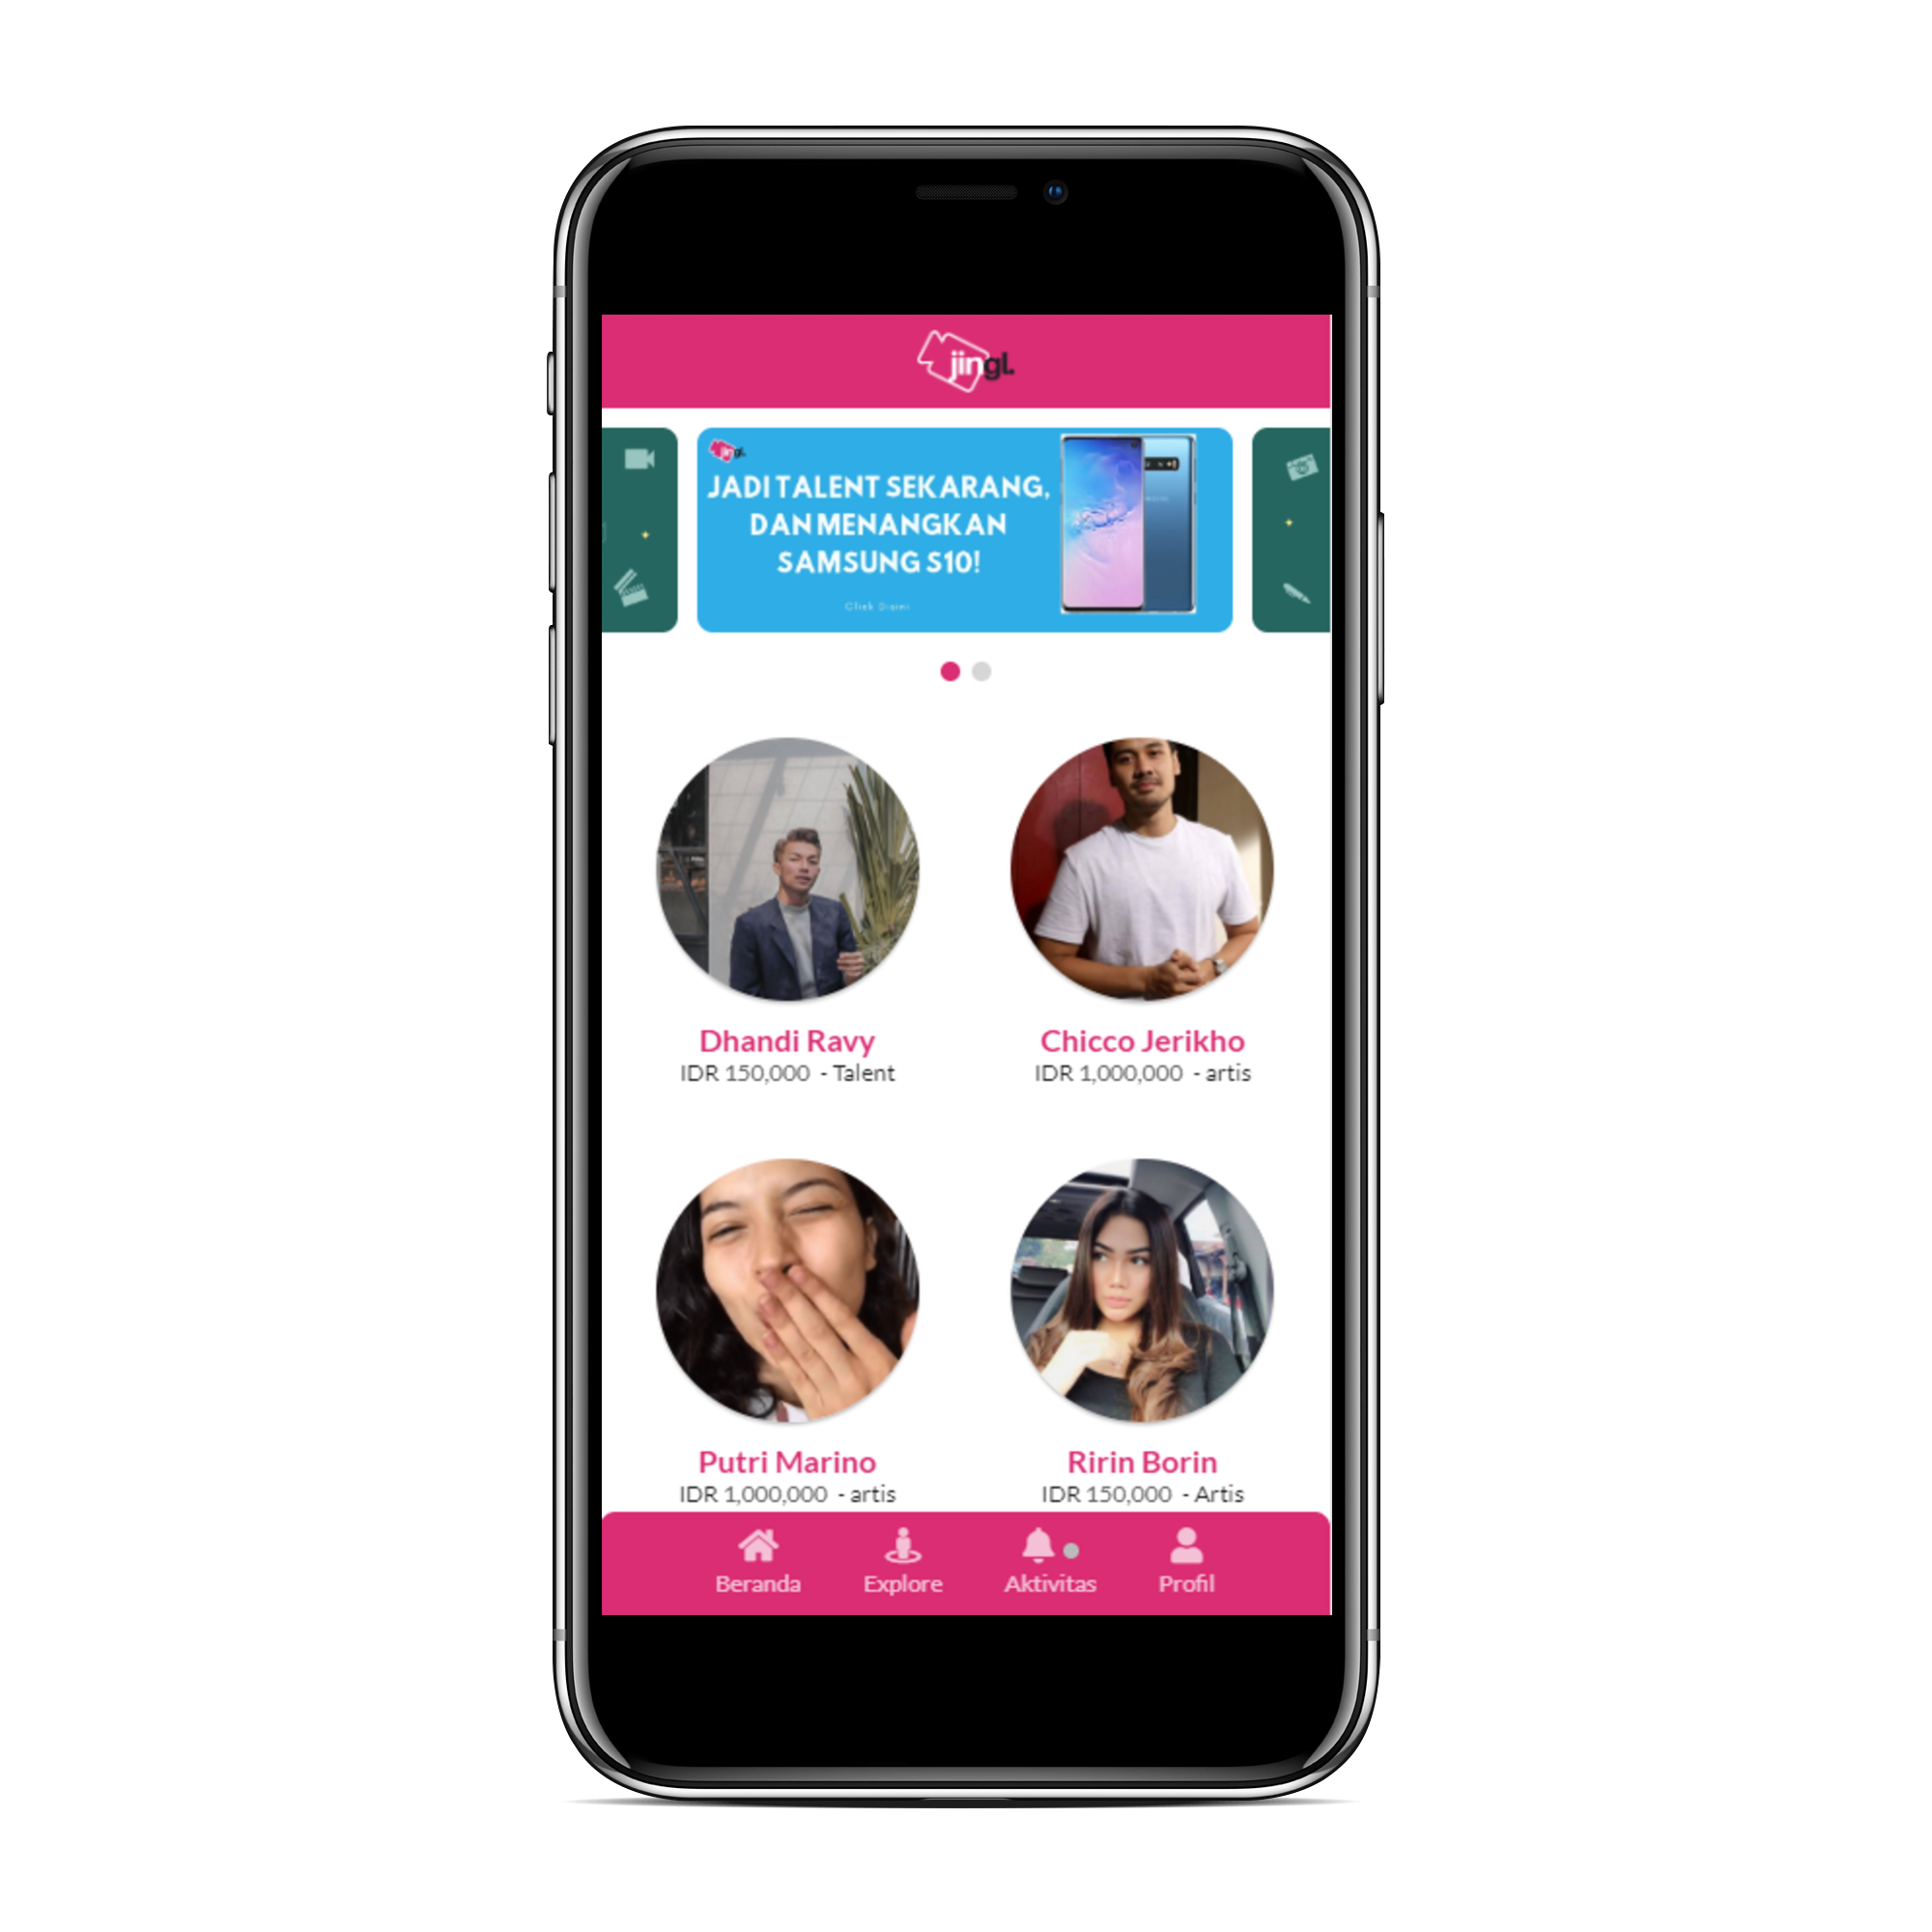 jingl.
jingl.
JADI TALENT SEKARANG,
DAN MENANGKAN
SAMSUNG S10!
Click Disini
Dhandi Ravy
IDR 150,000 - Talent
Chicco Jerikho
IDR 1,000,000 - artis
Putri Marino
IDR 1,000,000 - artis
Ririn Borin
IDR 150,000 - Artis
Beranda
Explore
Aktivitas
Profil